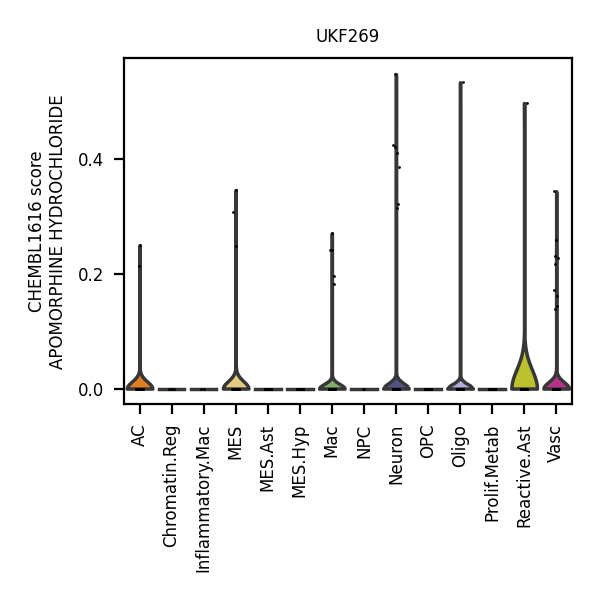 UKF269
CHEMBL1616 score
APOMORPHINE HYDROCHLORIDE
0.4
0.2
0.0
AC
Chromatin.Reg
Inflammatory.Mac
MES
MES.Ast
MES.Hyp
Mac
NPC
Neuron
OPC
Oligo
Prolif.Metab
Reactive.Ast
Vasc